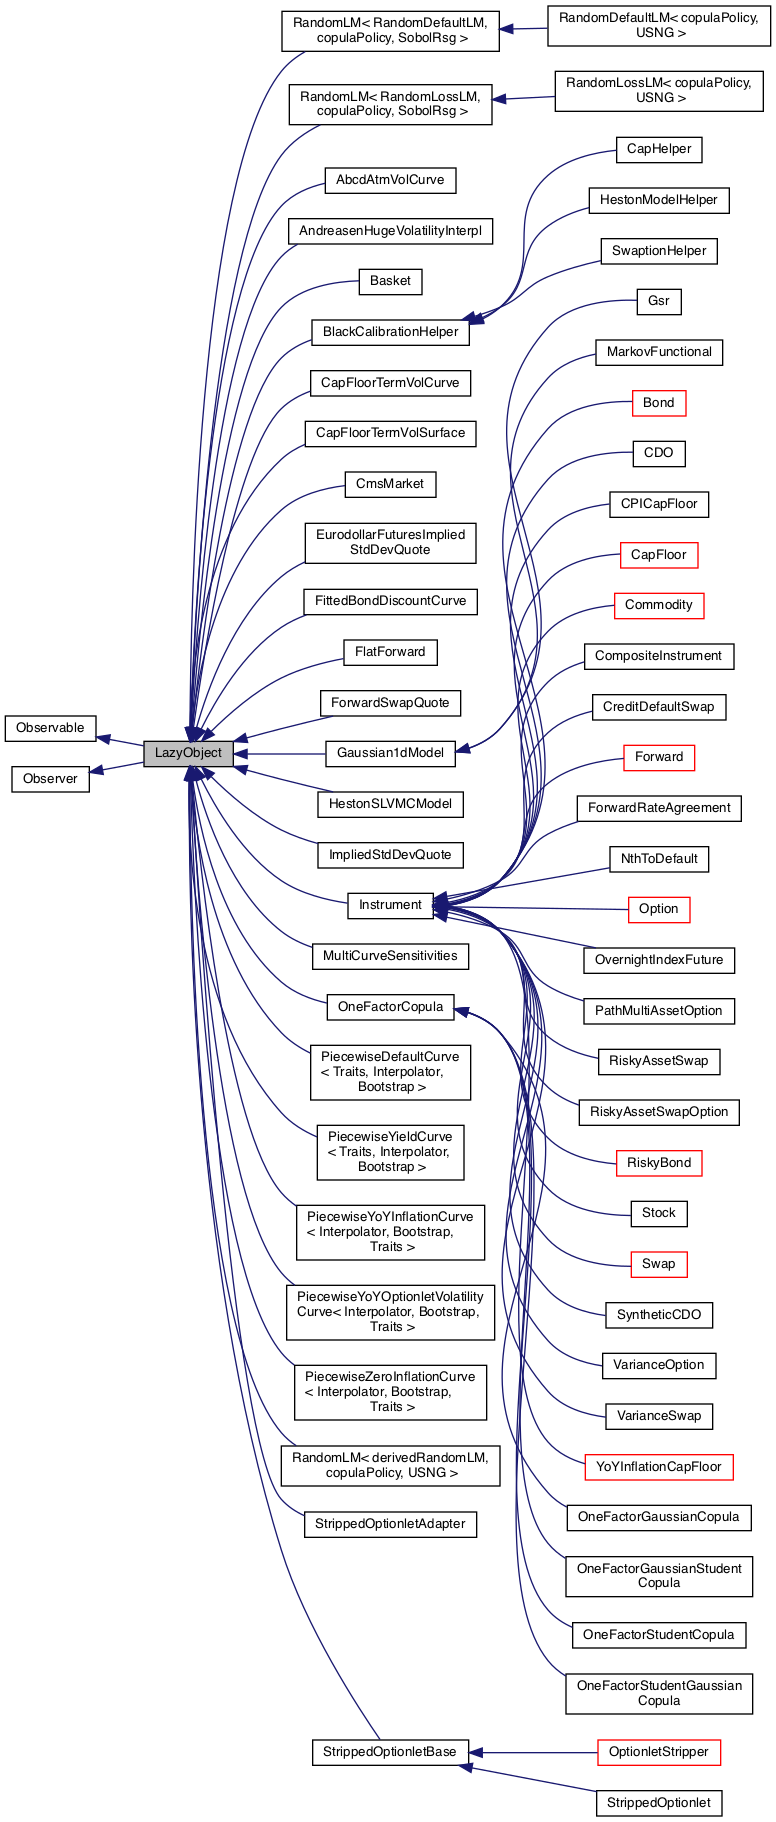 Observable
Observer
LazyObject
RandomLM< RandomDefaultLM,
copulaPolicy, SobolRsg >
RandomLM< RandomLossLM,
copulaPolicy, SobolRsg >
AbcdAtmVolCurve
AndreasenHugeVolatilityInterpl
Basket
BlackCalibrationHelper
CapFloorTermVolCurve
CapFloorTermVolSurface
CmsMarket
EurodollarFuturesImplied
StdDevQuote
FittedBondDiscountCurve
FlatForward
ForwardSwapQuote
Gaussian1dModel
HestonSLVMCModel
ImpliedStdDevQuote
Instrument
MultiCurveSensitivities
OneFactorCopula
PiecewiseDefaultCurve
< Traits, Interpolator,
Bootstrap >
PiecewiseYieldCurve
< Traits, Interpolator,
Bootstrap >
PiecewiseYoYInflationCurve
< Interpolator, Bootstrap,
Traits >
PiecewiseYoYOptionletVolatility
Curve< Interpolator, Bootstrap,
Traits >
PiecewiseZeroInflationCurve
< Interpolator, Bootstrap,
Traits >
RandomLM< derivedRandomLM,
copulaPolicy, USNG >
StrippedOptionletAdapter
StrippedOptionletBase
RandomDefaultLM< copulaPolicy,
USNG >
RandomLossLM< copulaPolicy,
USNG >
CapHelper
HestonModelHelper
SwaptionHelper
Gsr
MarkovFunctional
Bond
CDO
CPICapFloor
CapFloor
Commodity
CompositeInstrument
CreditDefaultSwap
Forward
ForwardRateAgreement
NthToDefault
Option
OvernightIndexFuture
PathMultiAssetOption
RiskyAssetSwap
RiskyAssetSwapOption
RiskyBond
Stock
Swap
SyntheticCDO
VarianceOption
VarianceSwap
YoYInflationCapFloor
OneFactorGaussianCopula
OneFactorGaussianStudent
Copula
OneFactorStudentCopula
OneFactorStudentGaussian
Copula
OptionletStripper
StrippedOptionlet